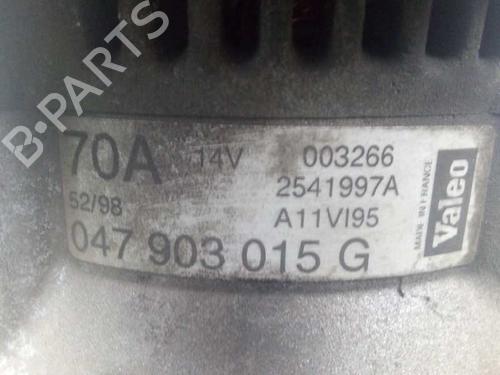 B-PARTS
70A 14V 003266
2541997A
52/98 A11VI95
047 903 015 G
MADE IN FRANCE
Valeo